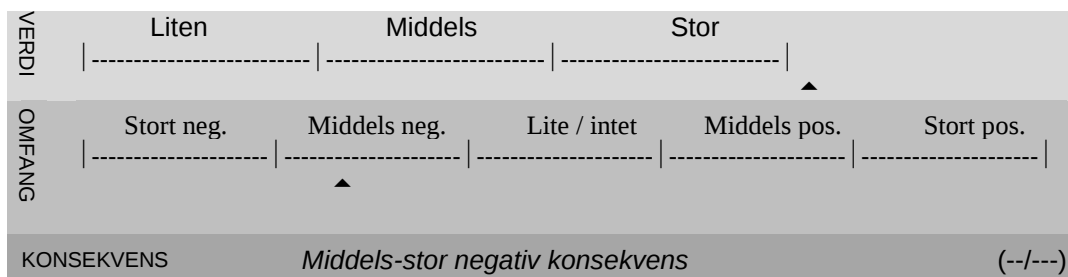 VERDI
Liten Middels Stor
|--------------------------|--------------------------|--------------------------|
OMFANG
Stort neg. Middels neg. Lite / intet Middels pos. Stort pos.
|---------------------|---------------------|----------------------|---------------------|---------------------|
KONSEKVENS Middels-stor negativ konsekvens (--/---)